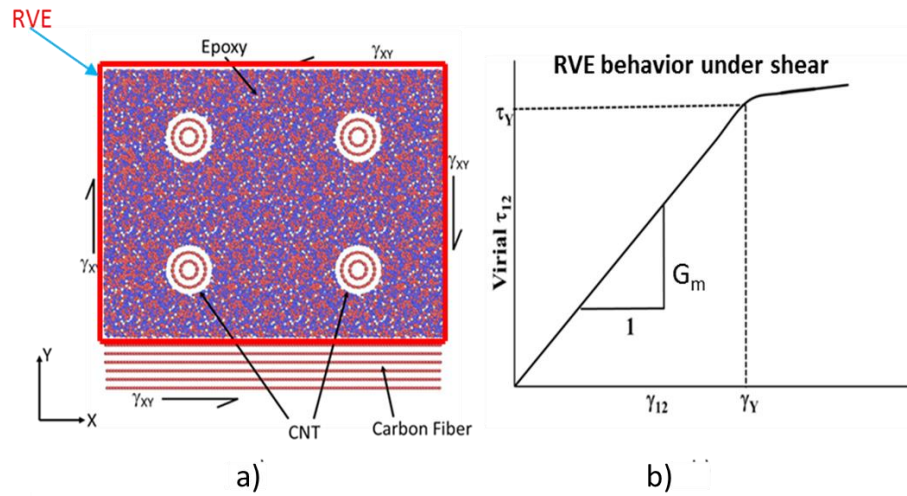 RVE
Epoxy
γXY
γXY
γX
Y
X
γXY
CNT
Carbon Fiber
a)
RVE behavior under shear
τY
Virial τ12
Gm
1
γ12
γY
b)